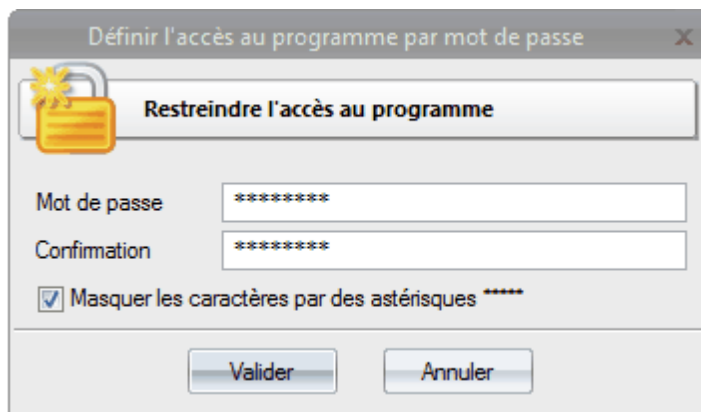 Définir l'accès au programme par mot de passe
x
Restreindre l'accès au programme
Mot de passe ********
Confirmation ********
Masquer les caractères par des astérisques *****
Valider Annuler